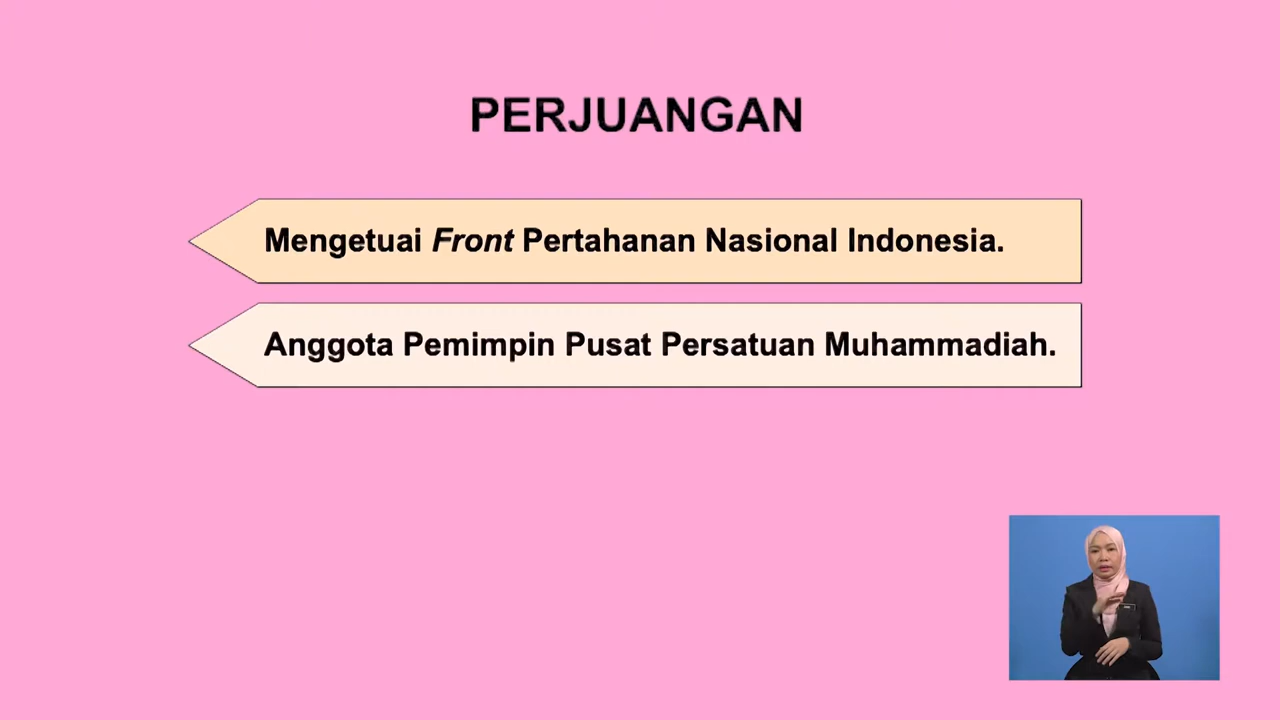 PERJUANGAN
Mengetuai Front Pertahanan Nasional Indonesia.
Anggota Pemimpin Pusat Persatuan Muhammadiah.